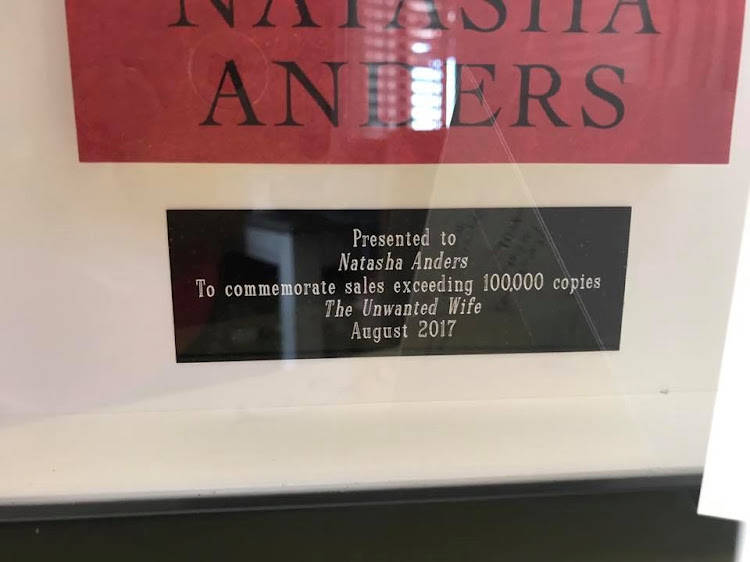 NATASHA
ANDERS
Presented to
Natasha Anders
To commemorate sales exceeding 100,000 copies
The Unwanted Wife
August 2017